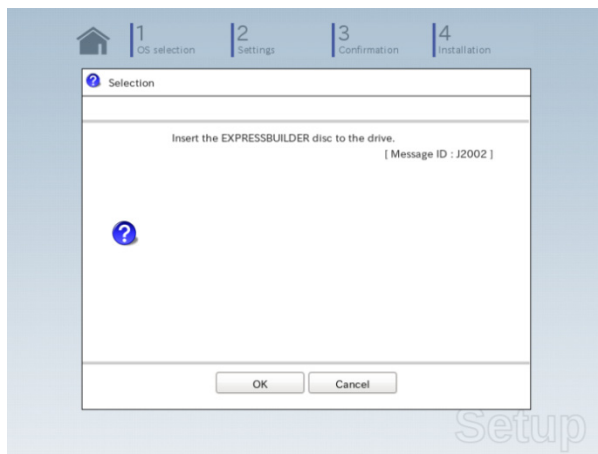 1
OS selection
2
Settings
3
Confirmation
4
Installation
Selection
Insert the EXPRESSBUILDER disc to the drive.
[ Message ID : J2002 ]
OK
Cancel
Setup